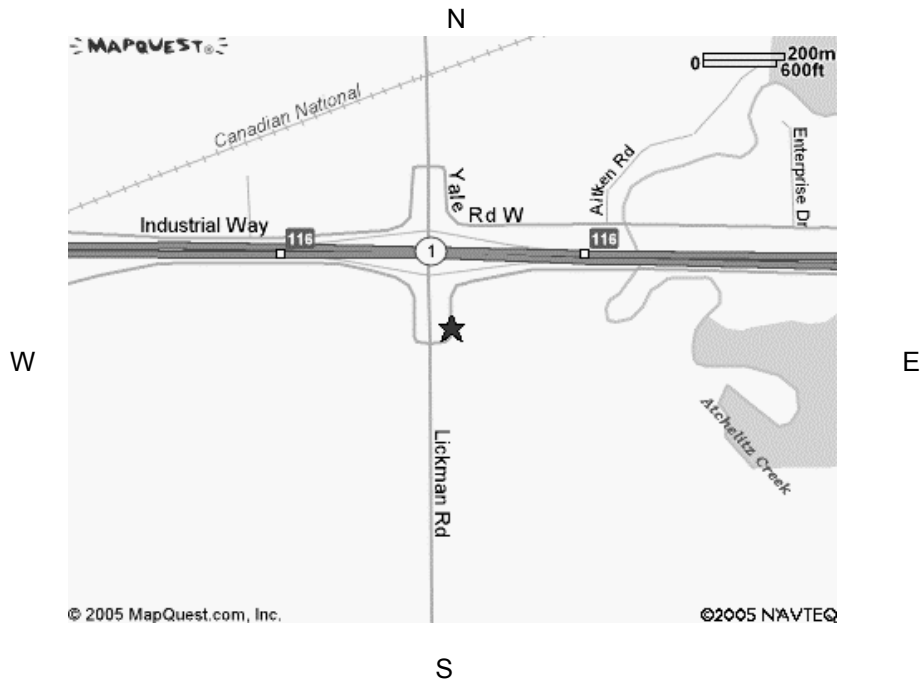 N
MAPQUEST®
200m
0
600ft
Canadian National
Enterprise Dr
Aitken Rd
Yale
Rd W
Industrial Way
116
116
1
W
E
Atchelitz Creek
Lickman Rd
© 2005 MapQuest.com, Inc.
©2005 NAVTEQ
S